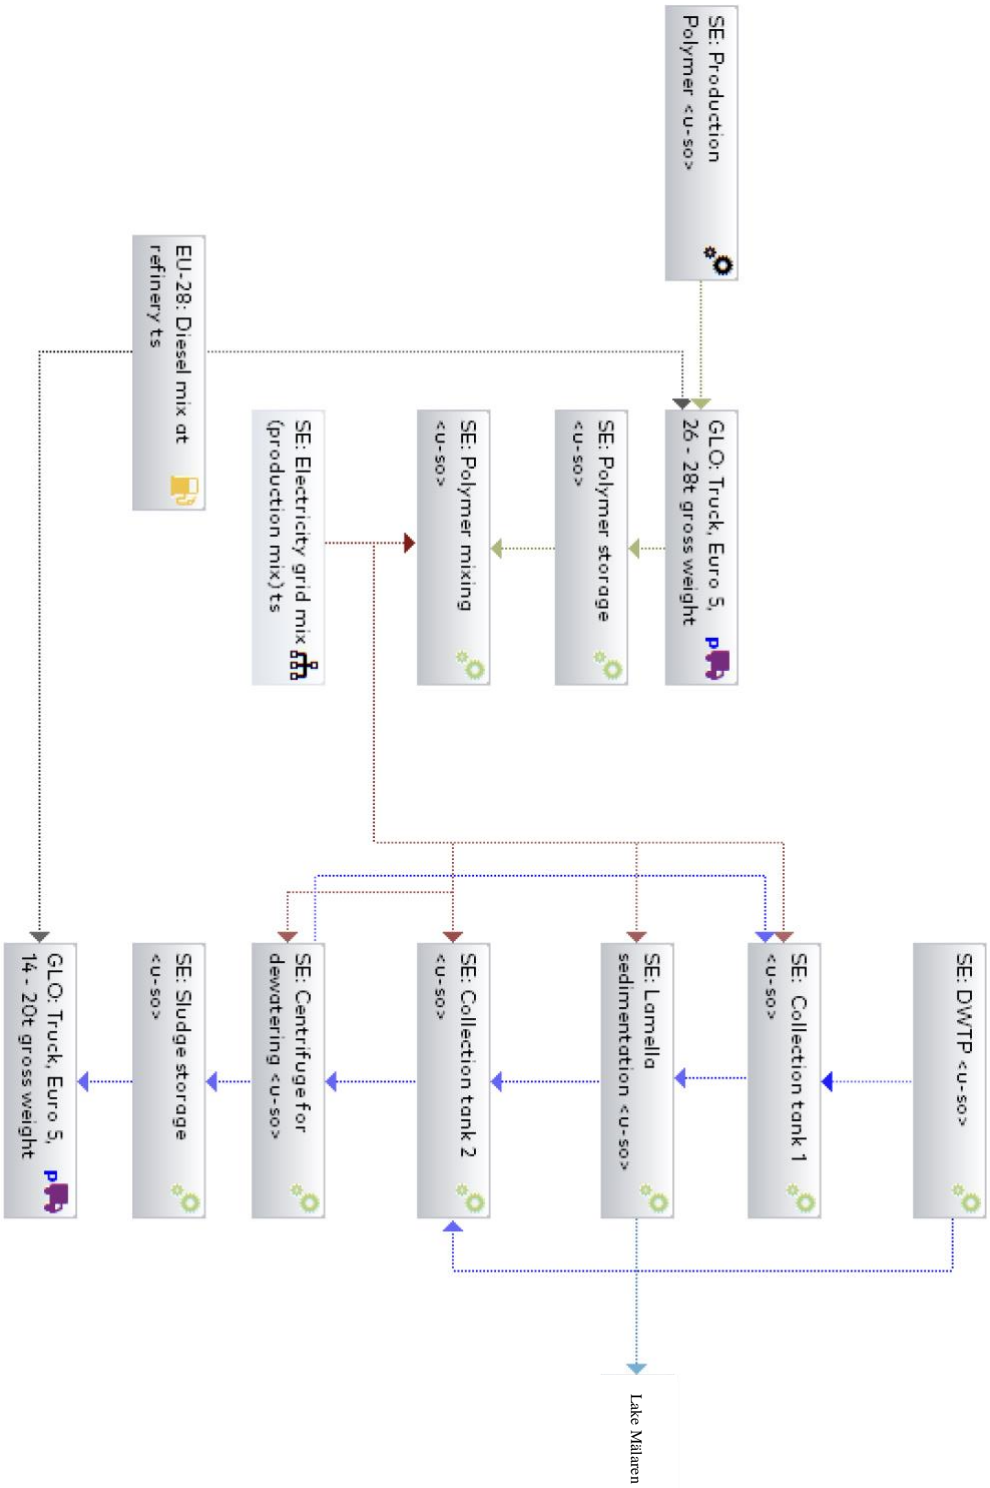 SE: Production
Polymer <u-so>
GLO: Truck, Euro 5,
26 - 28t gross weight
P
SE: Polymer storage
<u-so>
SE: Polymer mixing
<u-so>
SE: Electricity grid mix
(production mix) ts
EU-28: Diesel mix at
refinery ts
SE: DWTP <u-so>
SE: Collection tank 1
<u-so>
SE: Lamella
sedimentation <u-so>
SE: Collection tank 2
<u-so>
SE: Centrifuge for
dewatering <u-so>
SE: Sludge storage
<u-so>
GLO: Truck, Euro 5,
14 - 20t gross weight
P
Lake Mälaren